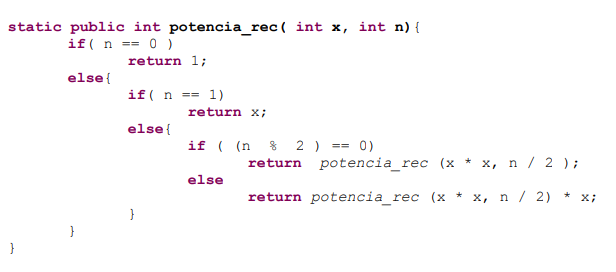 static public int potencia_rec( int x, int n){
if( n == 0 )
return 1;
else{
if( n == 1)
return x;
else{
if ( (n % 2 ) == 0)
return potencia_rec (x * x, n / 2 );
else
return potencia_rec (x * x, n / 2) * x;
}
}
}